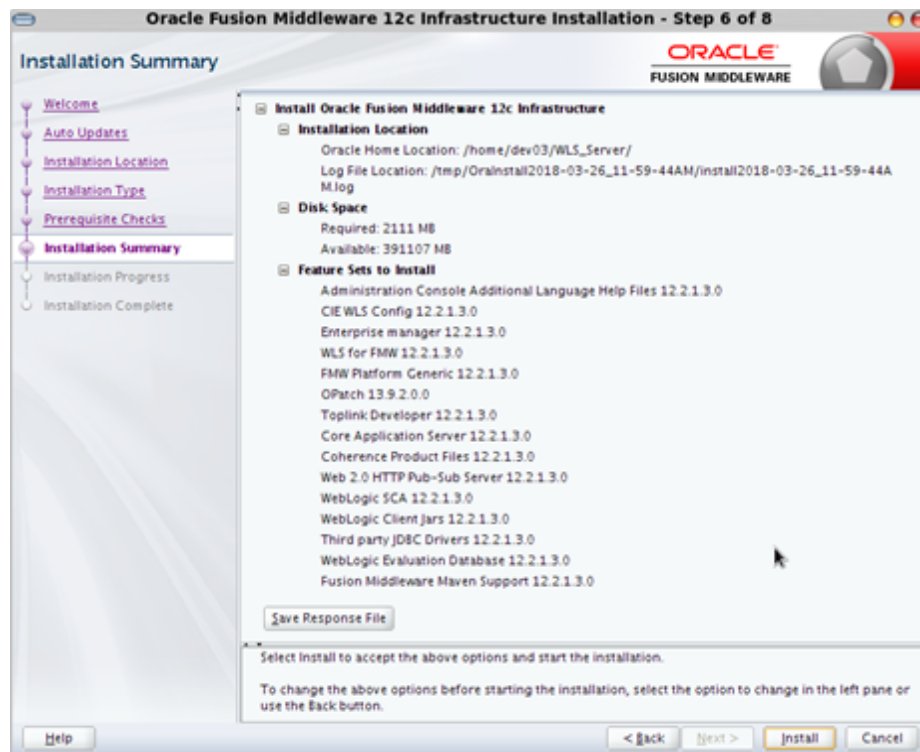 Oracle Fusion Middleware 12c Infrastructure Installation - Step 6 of 8
Installation Summary
ORACLE
FUSION MIDDLEWARE
Welcome
Auto Updates
Installation Location
Installation Type
Prerequisite Checks
Installation Summary
Installation Progress
Installation Complete
Install Oracle Fusion Middleware 12c Infrastructure
Installation Location
Oracle Home Location: /home/dev03/WLS_Server/
Log File Location: /tmp/OraInstall2018-03-26_11-59-44AM/install2018-03-26_11-59-44A
M.log
Disk Space
Required: 2111 MB
Available: 391107 MB
Feature Sets to Install
Administration Console Additional Language Help Files 12.2.1.3.0
CIE WLS Config 12.2.1.3.0
Enterprise manager 12.2.1.3.0
WLS for FMW 12.2.1.3.0
FMW Platform Generic 12.2.1.3.0
OPatch 13.9.2.0.0
Toplink Developer 12.2.1.3.0
Core Application Server 12.2.1.3.0
Coherence Product Files 12.2.1.3.0
Web 2.0 HTTP Pub-Sub Server 12.2.1.3.0
WebLogic SCA 12.2.1.3.0
WebLogic Client Jars 12.2.1.3.0
Third party JDBC Drivers 12.2.1.3.0
WebLogic Evaluation Database 12.2.1.3.0
Fusion Middleware Maven Support 12.2.1.3.0
Save Response File
Select Install to accept the above options and start the installation.
To change the above options before starting the installation, select the option to change in the left pane or
use the Back button.
Help
< Back
Next >
Install
Cancel